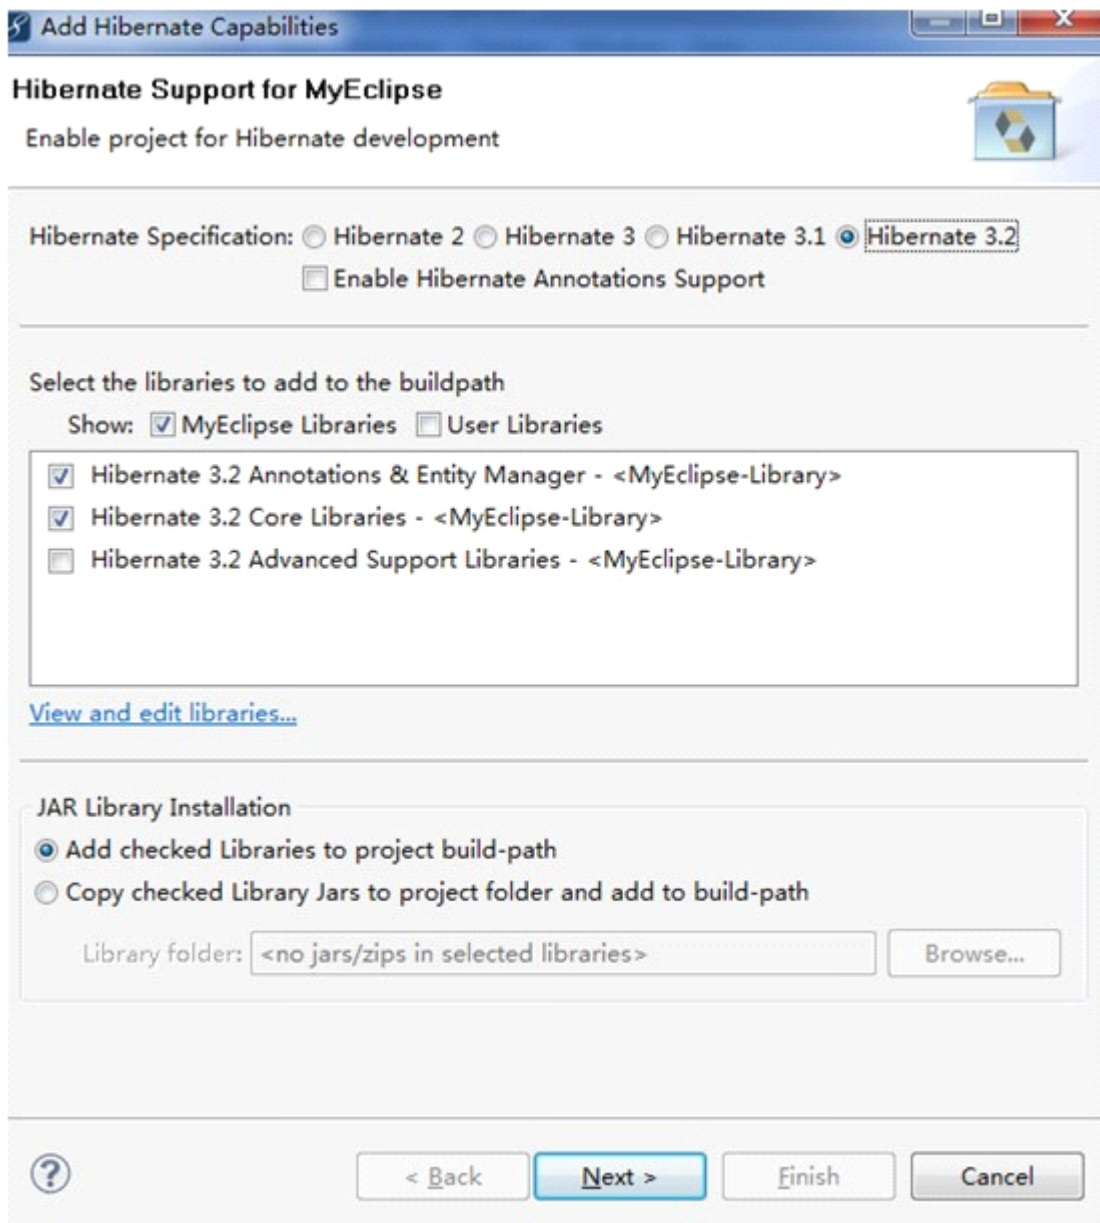 Add Hibernate Capabilities
Hibernate Support for MyEclipse
Enable project for Hibernate development
Hibernate Specification: Hibernate 2 Hibernate 3 Hibernate 3.1 Hibernate 3.2
Enable Hibernate Annotations Support
Select the libraries to add to the buildpath
Show: MyEclipse Libraries User Libraries
Hibernate 3.2 Annotations & Entity Manager - <MyEclipse-Library>
Hibernate 3.2 Core Libraries - <MyEclipse-Library>
Hibernate 3.2 Advanced Support Libraries - <MyEclipse-Library>
View and edit libraries...
JAR Library Installation
Add checked Libraries to project build-path
Copy checked Library Jars to project folder and add to build-path
Library folder: <no jars/zips in selected libraries> Browse...
? < Back Next > Finish Cancel